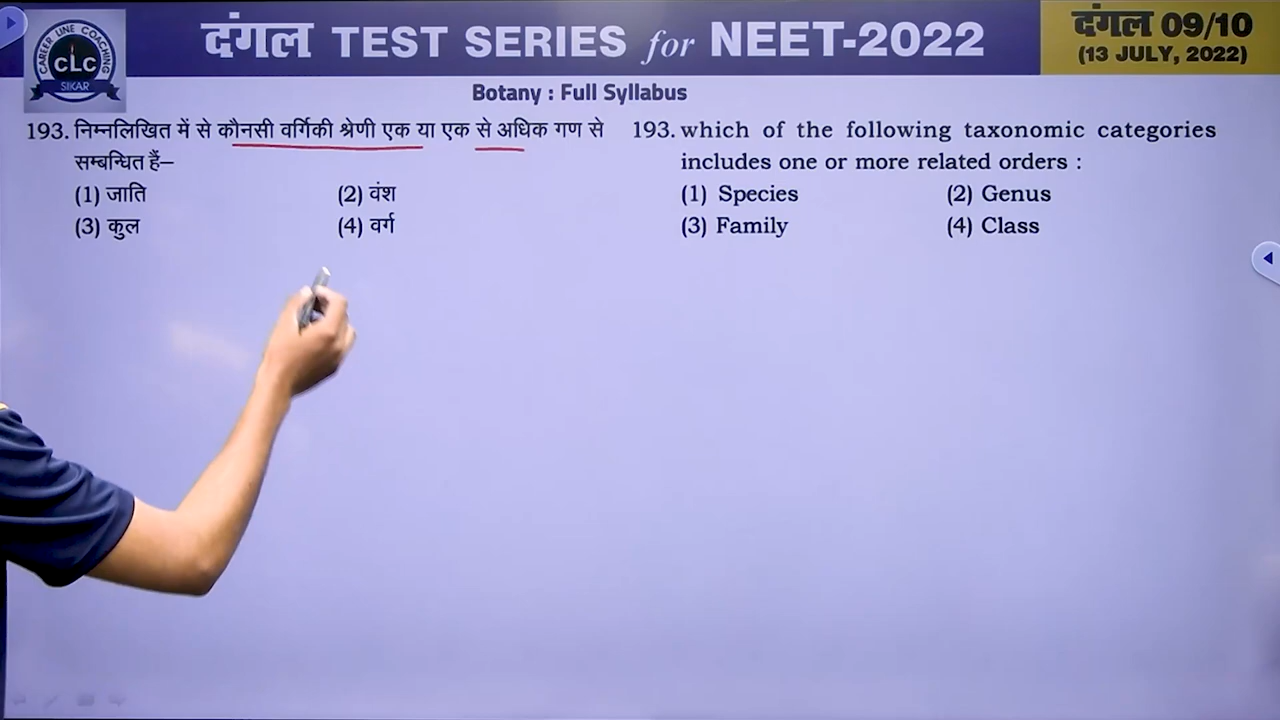 दंगल TEST SERIES for NEET-2022
दंगल 09/10
(13 JULY, 2022)
CAREER LINE COACHING
CLC
SIKAR
Botany : Full Syllabus
193. निम्नलिखित में से कौनसी वर्गिकी श्रेणी एक या एक से अधिक गण से
सम्बन्धित हैं–
(1) जाति (2) वंश
(3) कुल (4) वर्ग
193. which of the following taxonomic categories
includes one or more related orders :
(1) Species (2) Genus
(3) Family (4) Class